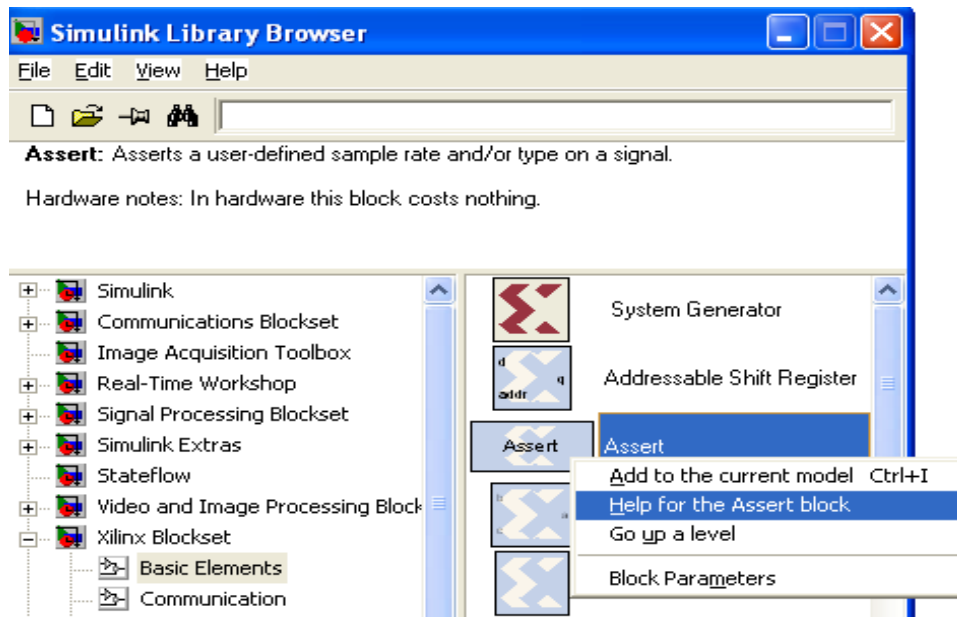 Simulink Library Browser
File Edit View Help
Assert: Asserts a user-defined sample rate and/or type on a signal.
Hardware notes: In hardware this block costs nothing.
Simulink
Communications Blockset
Image Acquisition Toolbox
Real-Time Workshop
Signal Processing Blockset
Simulink Extras
Stateflow
Video and Image Processing Block
Xilinx Blockset
Basic Elements
Communication
System Generator
d
q
addr
Addressable Shift Register
Assert
Assert
Add to the current model Ctrl+I
Help for the Assert block
Go up a level
Block Parameters